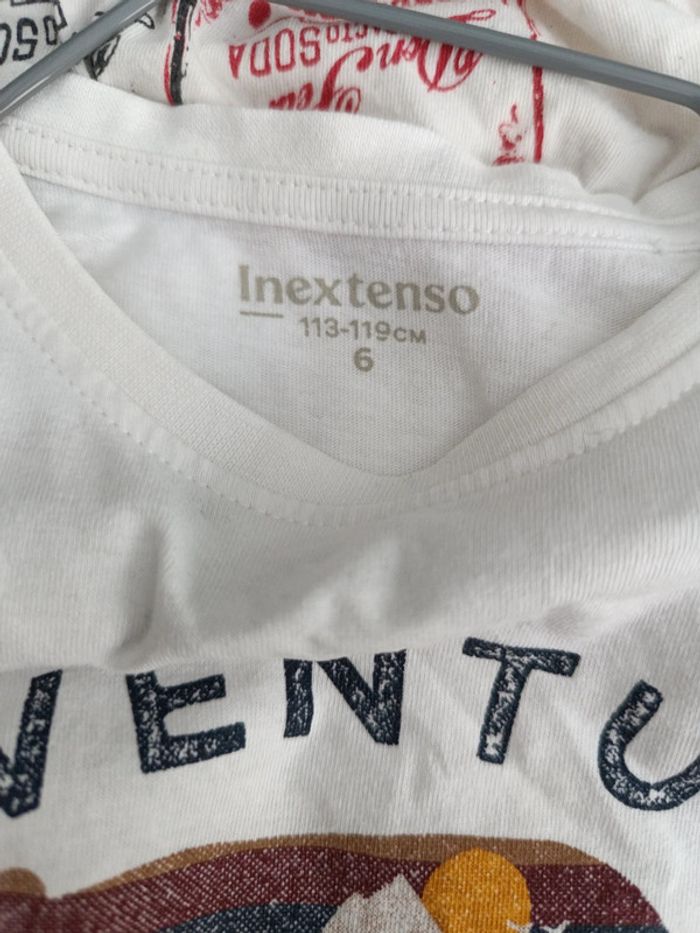 SODA
Inextenso
113-119CM
6
VENTU